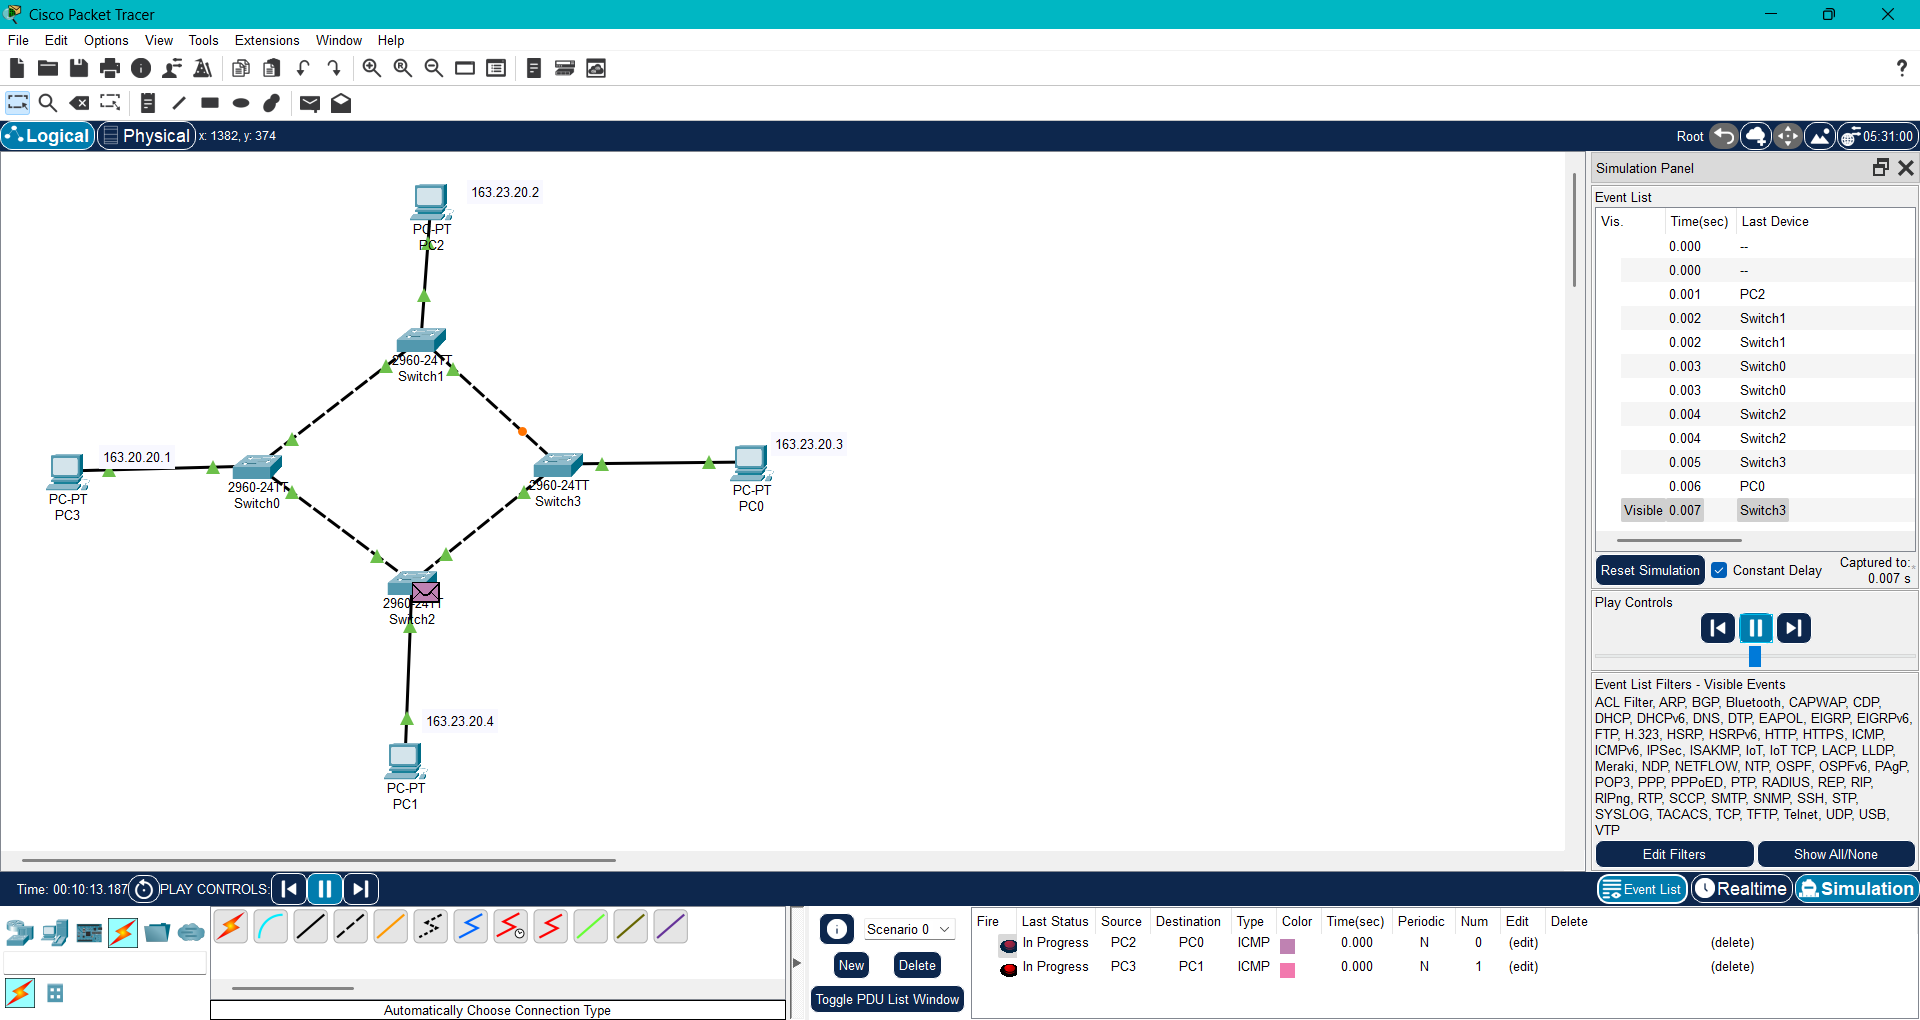 Cisco Packet Tracer
File Edit Options View Tools Extensions Window Help
Logical Physical x: 1382, y: 374 Root 05:31:00
163.23.20.2
PC-PT
PC2
2960-24TT
Switch1
163.20.20.1
PC-PT
PC3
2960-24TT
Switch0
2960-24TT
Switch3
163.23.20.3
PC-PT
PC0
2960-24TT
Switch2
163.23.20.4
PC-PT
PC1
Simulation Panel
Event List
Vis. Time(sec) Last Device
0.000 --
0.000 --
0.001 PC2
0.002 Switch1
0.002 Switch1
0.003 Switch0
0.003 Switch0
0.004 Switch2
0.004 Switch2
0.005 Switch3
0.006 PC0
Visible 0.007 Switch3
Reset Simulation Constant Delay Captured to:
0.007 s
Play Controls
Event List Filters - Visible Events
ACL Filter, ARP, BGP, Bluetooth, CAPWAP, CDP,
DHCP, DHCPv6, DNS, DTP, EAPOL, EIGRP, EIGRPv6,
FTP, H.323, HSRP, HSRPv6, HTTP, HTTPS, ICMP,
ICMPv6, IPSec, ISAKMP, IoT, IoT TCP, LACP, LLDP,
Meraki, NDP, NETFLOW, NTP, OSPF, OSPFv6, PAgP,
POP3, PPP, PPPoED, PTP, RADIUS, REP, RIP,
RIPng, RTP, SCCP, SMTP, SNMP, SSH, STP,
SYSLOG, TACACS, TCP, TFTP, Telnet, UDP, USB,
VTP
Edit Filters Show All/None
Time: 00:10:13.187 PLAY CONTROLS: Event List Realtime Simulation
Automatically Choose Connection Type
Scenario 0
New Delete
Toggle PDU List Window
Fire Last Status Source Destination Type Color Time(sec) Periodic Num Edit Delete
In Progress PC2 PC0 ICMP 0.000 N 0 (edit) (delete)
In Progress PC3 PC1 ICMP 0.000 N 1 (edit) (delete)